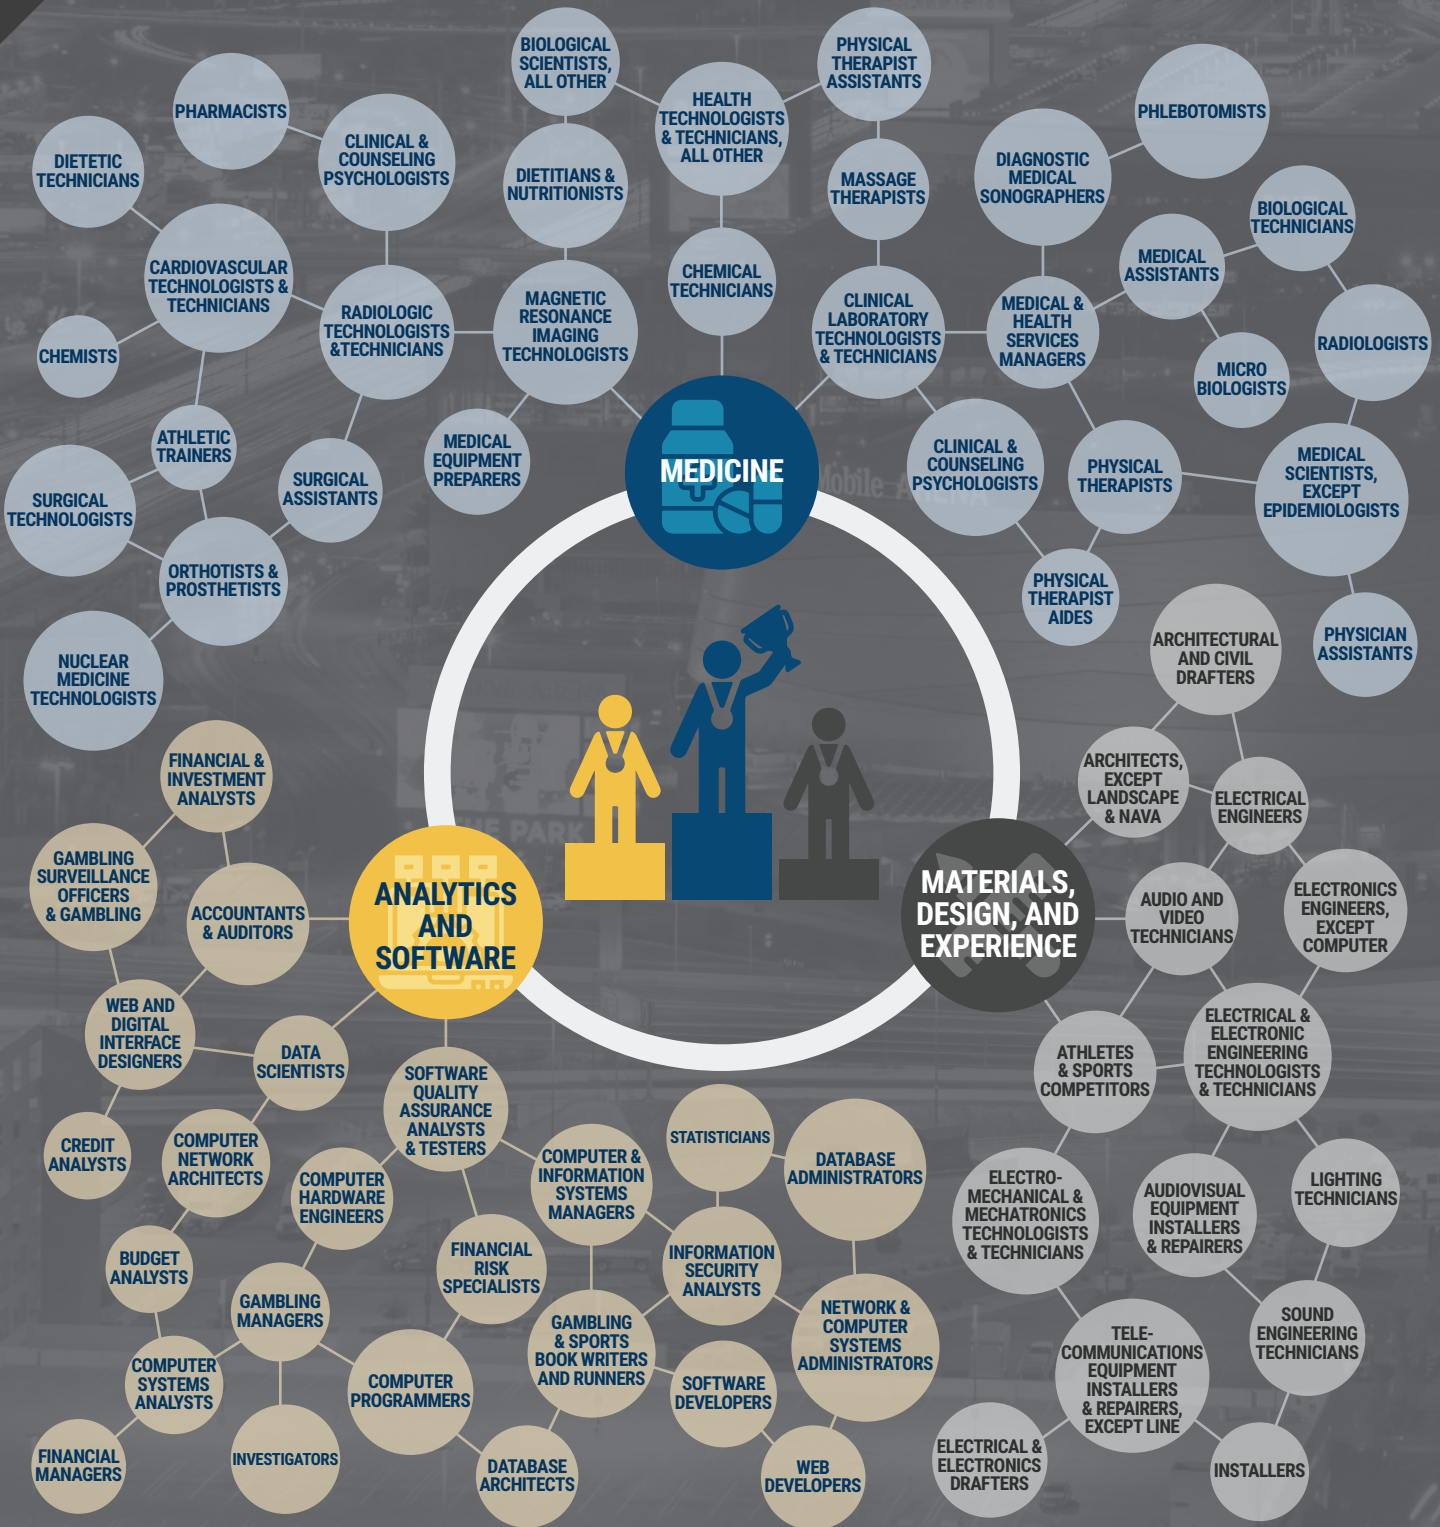 BIOLOGICAL
SCIENTISTS,
ALL OTHER
PHYSICAL
THERAPIST
ASSISTANTS
PHARMACISTS
HEALTH
TECHNOLOGISTS
& TECHNICIANS,
ALL OTHER
PHLEBOTOMISTS
CLINICAL &
COUNSELING
PSYCHOLOGISTS
DIETETIC
TECHNICIANS
DIETITIANS &
NUTRITIONISTS
MASSAGE
THERAPISTS
DIAGNOSTIC
MEDICAL
SONOGRAPHERS
BIOLOGICAL
TECHNICIANS
MEDICAL
ASSISTANTS
CARDIOVASCULAR
TECHNOLOGISTS &
TECHNICIANS
CHEMICAL
TECHNICIANS
RADIOLOGIC
TECHNOLOGISTS
&TECHNICIANS
MAGNETIC
RESONANCE
IMAGING
TECHNOLOGISTS
CLINICAL
LABORATORY
TECHNOLOGISTS
& TECHNICIANS
MEDICAL &
HEALTH
SERVICES
MANAGERS
RADIOLOGISTS
CHEMISTS
MICRO
BIOLOGISTS
ATHLETIC
TRAINERS
MEDICAL
EQUIPMENT
PREPARERS
MEDICINE
CLINICAL &
COUNSELING
PSYCHOLOGISTS
PHYSICAL
THERAPISTS
MEDICAL
SCIENTISTS,
EXCEPT
EPIDEMIOLOGISTS
SURGICAL
ASSISTANTS
SURGICAL
TECHNOLOGISTS
Mobile ARENA
ORTHOTISTS &
PROSTHETISTS
PHYSICAL
THERAPIST
AIDES
NUCLEAR
MEDICINE
TECHNOLOGISTS
PHYSICIAN
ASSISTANTS
ARCHITECTURAL
AND CIVIL
DRAFTERS
FINANCIAL &
INVESTMENT
ANALYSTS
ARCHITECTS,
EXCEPT
LANDSCAPE
& NAVA
ELECTRICAL
ENGINEERS
THE PARK
GAMBLING
SURVEILLANCE
OFFICERS
& GAMBLING
ACCOUNTANTS
& AUDITORS
ANALYTICS
AND
SOFTWARE
MATERIALS,
DESIGN, AND
EXPERIENCE
AUDIO AND
VIDEO
TECHNICIANS
ELECTRONICS
ENGINEERS,
EXCEPT
COMPUTER
WEB AND
DIGITAL
INTERFACE
DESIGNERS
DATA
SCIENTISTS
SOFTWARE
QUALITY
ASSURANCE
ANALYSTS
& TESTERS
ATHLETES
& SPORTS
COMPETITORS
ELECTRICAL &
ELECTRONIC
ENGINEERING
TECHNOLOGISTS
& TECHNICIANS
CREDIT
ANALYSTS
COMPUTER
NETWORK
ARCHITECTS
COMPUTER
HARDWARE
ENGINEERS
COMPUTER &
INFORMATION
SYSTEMS
MANAGERS
STATISTICIANS
DATABASE
ADMINISTRATORS
ELECTRO-
MECHANICAL &
MECHATRONICS
TECHNOLOGISTS
& TECHNICIANS
AUDIOVISUAL
EQUIPMENT
INSTALLERS
& REPAIRERS
LIGHTING
TECHNICIANS
BUDGET
ANALYSTS
GAMBLING
MANAGERS
FINANCIAL
RISK
SPECIALISTS
INFORMATION
SECURITY
ANALYSTS
GAMBLING
& SPORTS
BOOK WRITERS
AND RUNNERS
NETWORK &
COMPUTER
SYSTEMS
ADMINISTRATORS
TELE-
COMMUNICATIONS
EQUIPMENT
INSTALLERS
& REPAIRERS,
EXCEPT LINE
SOUND
ENGINEERING
TECHNICIANS
COMPUTER
SYSTEMS
ANALYSTS
COMPUTER
PROGRAMMERS
SOFTWARE
DEVELOPERS
FINANCIAL
MANAGERS
INVESTIGATORS
DATABASE
ARCHITECTS
WEB
DEVELOPERS
ELECTRICAL &
ELECTRONICS
DRAFTERS
INSTALLERS